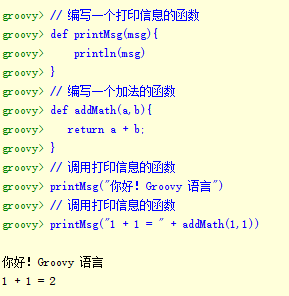 groovy> // 编写一个打印信息的函数
groovy> def printMsg(msg){
groovy>     println(msg)
groovy> }
groovy> // 编写一个加法的函数
groovy> def addMath(a,b){
groovy>    return a + b;
groovy> }
groovy> // 调用打印信息的函数
groovy> printMsg("你好! Groovy 语言")
groovy> // 调用打印信息的函数
groovy> printMsg("1 + 1 = " + addMath(1,1))
你好! Groovy 语言
1 + 1 = 2